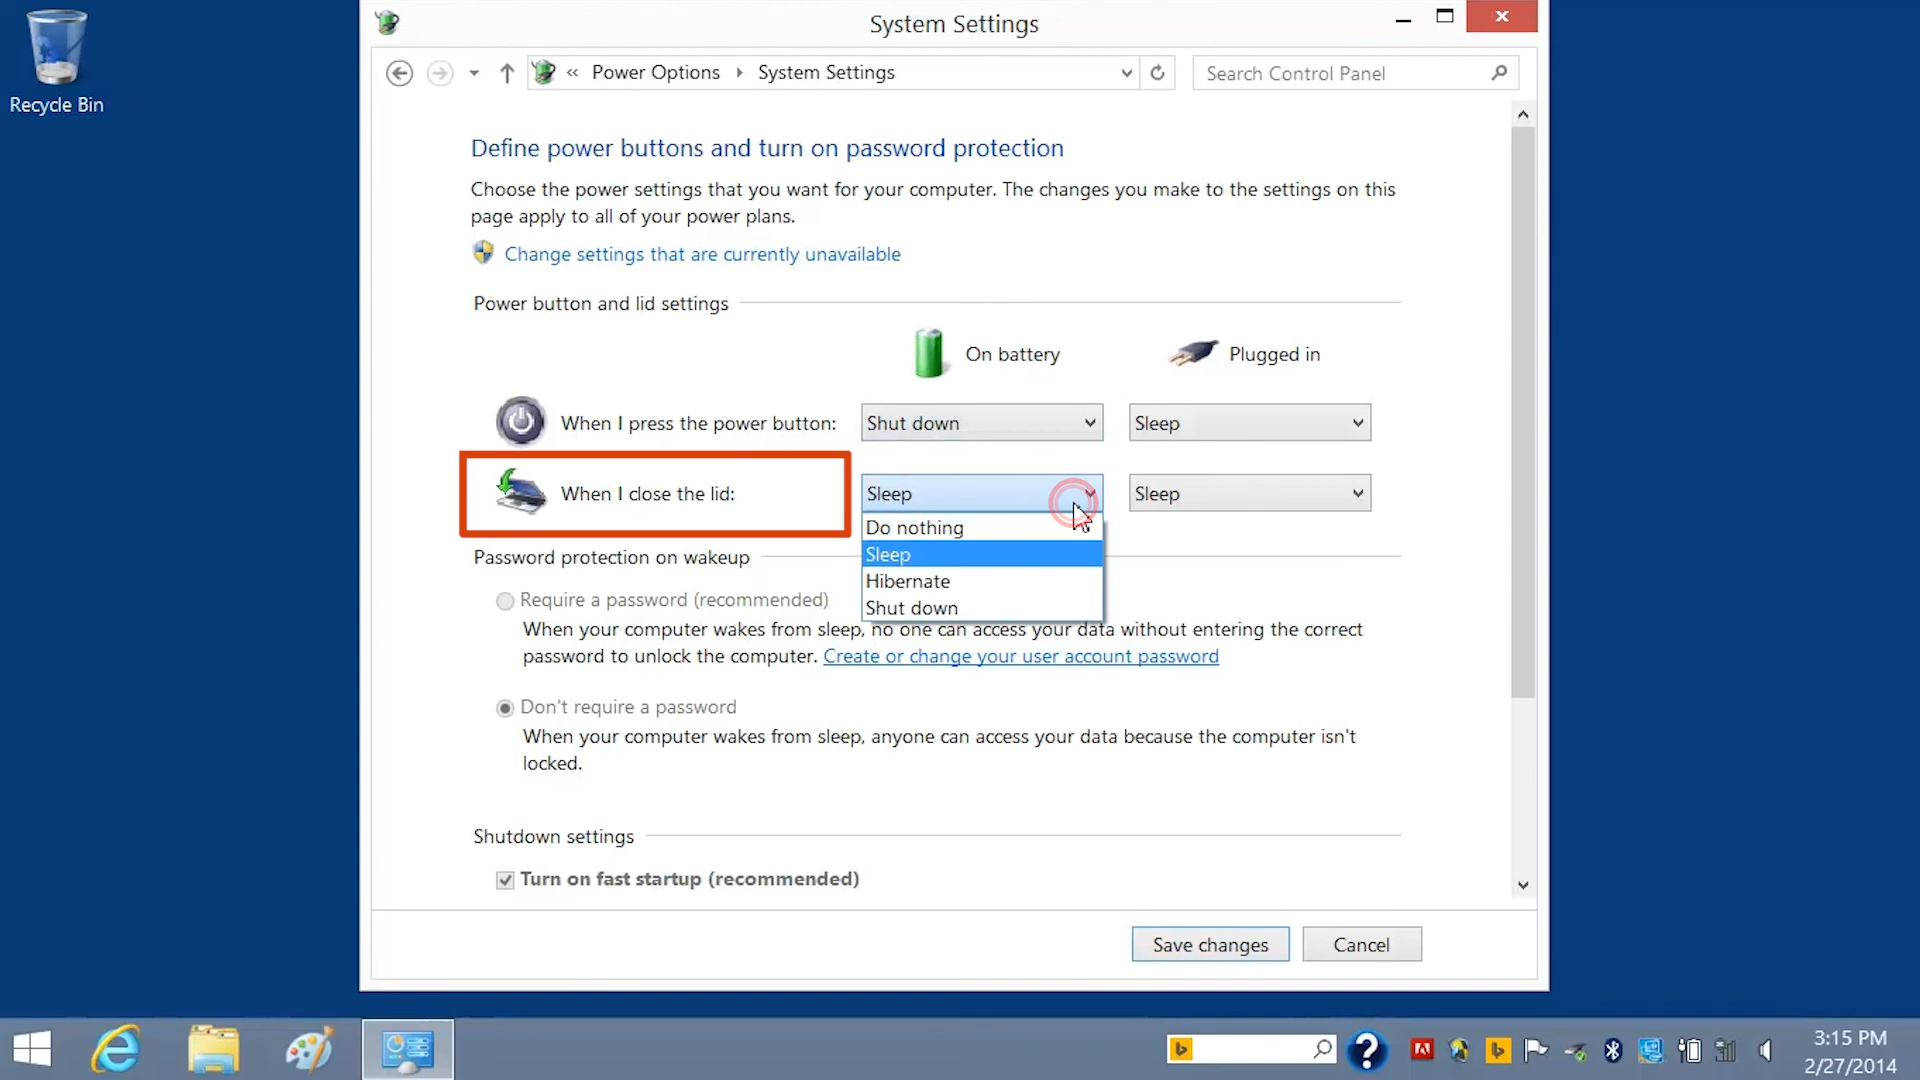 System Settings
Recycle Bin
« Power Options System Settings
Search Control Panel
Define power buttons and turn on password protection
Choose the power settings that you want for your computer. The changes you make to the settings on this
page apply to all of your power plans.
Change settings that are currently unavailable
Power button and lid settings
On battery
Plugged in
When I press the power button:
Shut down
Sleep
When I close the lid:
Sleep
Sleep
Do nothing
Sleep
Hibernate
Shut down
Password protection on wakeup
Require a password (recommended)
When your computer wakes from sleep, no one can access your data without entering the correct
password to unlock the computer. Create or change your user account password
Don't require a password
When your computer wakes from sleep, anyone can access your data because the computer isn't
locked.
Shutdown settings
Turn on fast startup (recommended)
Save changes
Cancel
3:15 PM
2/27/2014